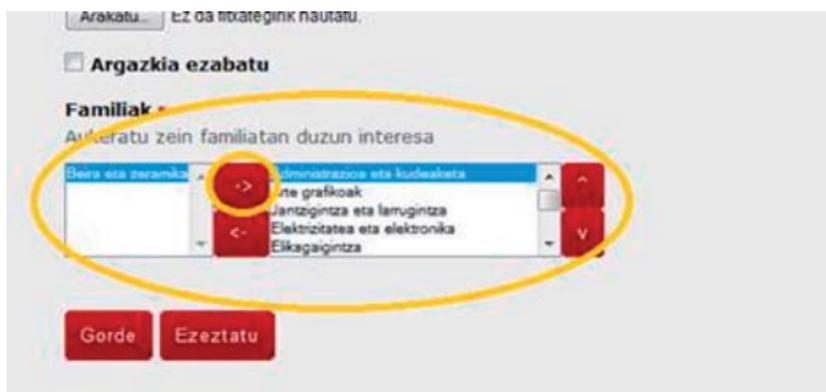 Arakatu... Ez da fitxategirik hautatu.
Argazkia ezabatu
Familiak *
Aukeratu zein familiatan duzun interesa
Beira eta zeramika
->
<-
Administrazioa eta kudeaketa
Arte grafikoak
Jantzigintza eta larrugintza
Elektrizitatea eta elektronika
Elikagaigintza
^
v
Gorde Ezeztatu